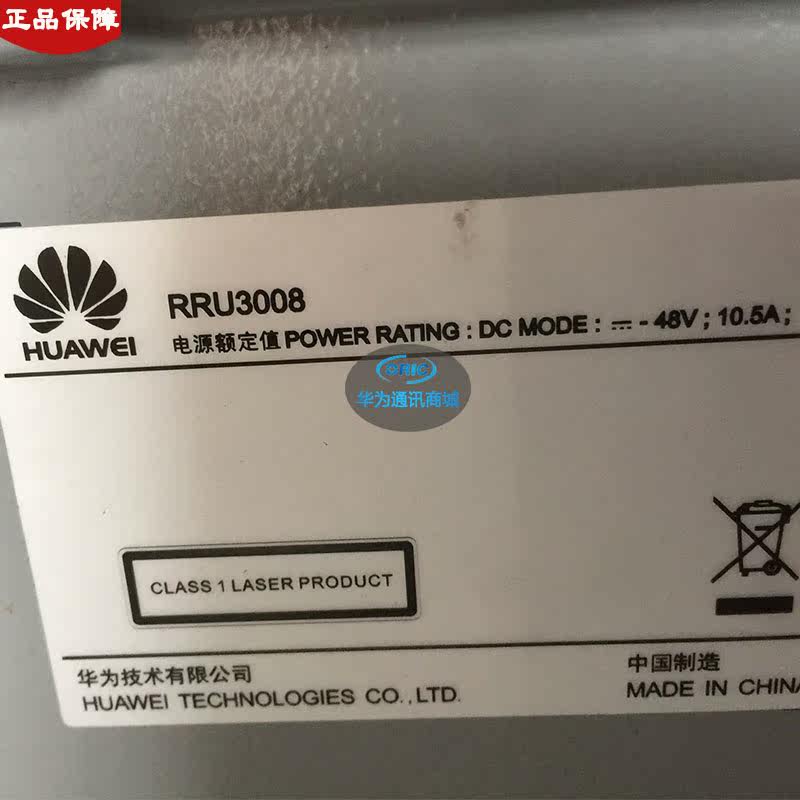 正品保障
RRU3008
HUAWEI
电源额定值 POWER RATING : DC MODE : ⎓ - 48V ; 10.5A ;
ORIC
华为通讯商城
CLASS 1 LASER PRODUCT
华为技术有限公司
HUAWEI TECHNOLOGIES CO.,LTD.
中国制造
MADE IN CHINA